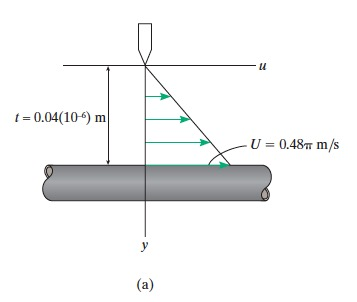 u
t = 0.04(10⁻⁶) m
U = 0.48π m/s
y
(a)